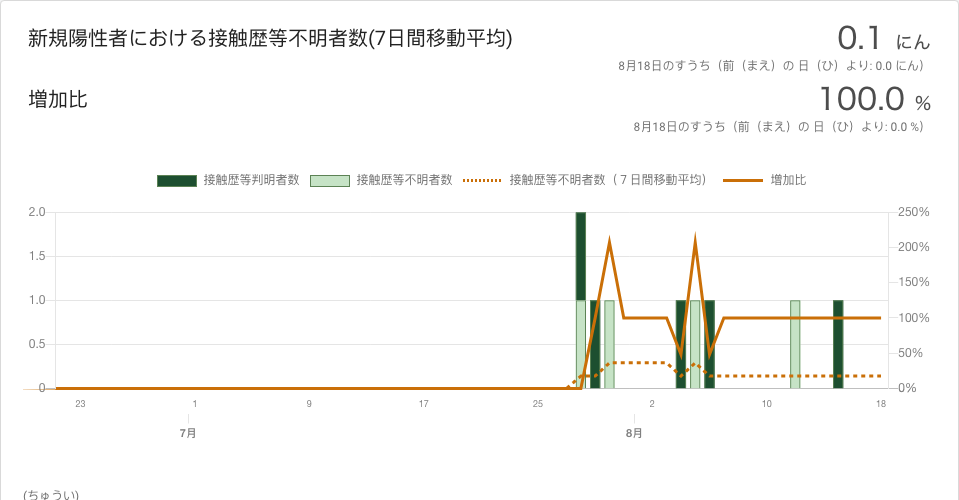 新規陽性者における接触歴等不明者数(7日間移動平均)
0.1 にん
8月18日のすうち（前（まえ）の 日（ひ）より: 0.0 にん）
増加比
100.0 %
8月18日のすうち（前（まえ）の 日（ひ）より: 0.0 %）
接触歴等判明者数 接触歴等不明者数 接触歴等不明者数（７日間移動平均） 増加比
2.0 250%
200%
1.5
150%
1.0 100%
0.5 50%
0 0%
23 1 9 17 25 2 10 18
7月 8月
(ちゅうい)